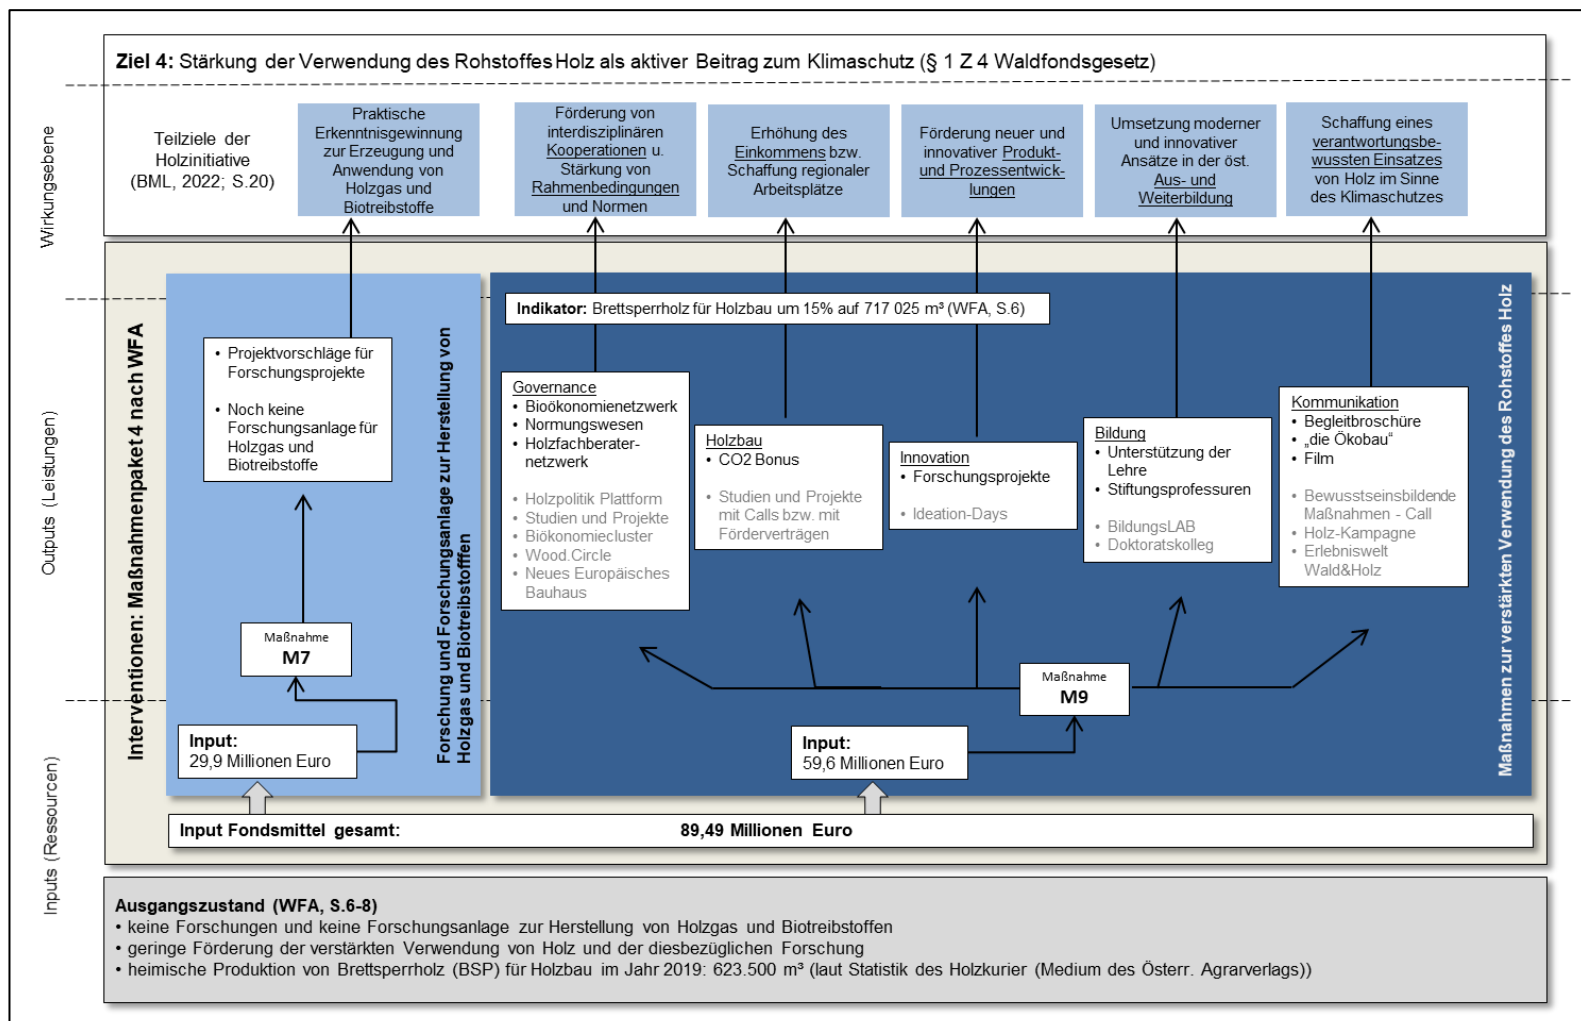 Ziel 4: Stärkung der Verwendung des Rohstoffes Holz als aktiver Beitrag zum Klimaschutz (§ 1 Z 4 Waldfondsgesetz)
Wirkungsebene
Teilziele der
Holzinitiative
(BML, 2022; S.20)
Praktische
Erkenntnisgewinnung
zur Erzeugung und
Anwendung von
Holzgas und
Biotreibstoffe
Förderung von
interdisziplinären
Kooperationen u.
Stärkung von
Rahmenbedingungen
und Normen
Erhöhung des
Einkommens bzw.
Schaffung regionaler
Arbeitsplätze
Förderung neuer und
innovativer Produkt-
und Prozessentwick-
lungen
Umsetzung moderner
und innovativer
Ansätze in der öst.
Aus- und
Weiterbildung
Schaffung eines
verantwortungsbe-
wussten Einsatzes
von Holz im Sinne
des Klimaschutzes
Outputs (Leistungen)
Interventionen: Maßnahmenpaket 4 nach WFA
• Projektvorschläge für
Forschungsprojekte
• Noch keine
Forschungsanlage für
Holzgas und
Biotreibstoffe
Maßnahme
M7
Forschung und Forschungsanlage zur Herstellung von
Holzgas und Biotreibstofffen
Indikator: Brettsperrholz für Holzbau um 15% auf 717 025 m³ (WFA, S.6)
Governance
• Bioökonomienetzwerk
• Normungswesen
• Holzfachberater-
netzwerk
• Holzpolitik Plattform
• Studien und Projekte
• Biökonomiecluster
• Wood.Circle
• Neues Europäisches
Bauhaus
Holzbau
• CO2 Bonus
• Studien und Projekte
mit Calls bzw. mit
Förderverträgen
Innovation
• Forschungsprojekte
• Ideation-Days
Bildung
• Unterstützung der
Lehre
• Stiftungsprofessuren
• BildungsLAB
• Doktoratskolleg
Kommunikation
• Begleitbroschüre
• „die Ökobau“
• Film
• Bewusstseinsbildende
Maßnahmen - Call
• Holz-Kampagne
• Erlebniswelt
Wald&Holz
Maßnahme
M9
Maßnahmen zur verstärkten Verwendung des Rohstoffes Holz
Inputs (Ressourcen)
Input:
29,9 Millionen Euro
Input:
59,6 Millionen Euro
Input Fondsmittel gesamt: 89,49 Millionen Euro
Ausgangszustand (WFA, S.6-8)
• keine Forschungen und keine Forschungsanlage zur Herstellung von Holzgas und Biotreibstoffen
• geringe Förderung der verstärkten Verwendung von Holz und der diesbezüglichen Forschung
• heimische Produktion von Brettsperrholz (BSP) für Holzbau im Jahr 2019: 623.500 m³ (laut Statistik des Holzkurier (Medium des Österr. Agrarverlags))